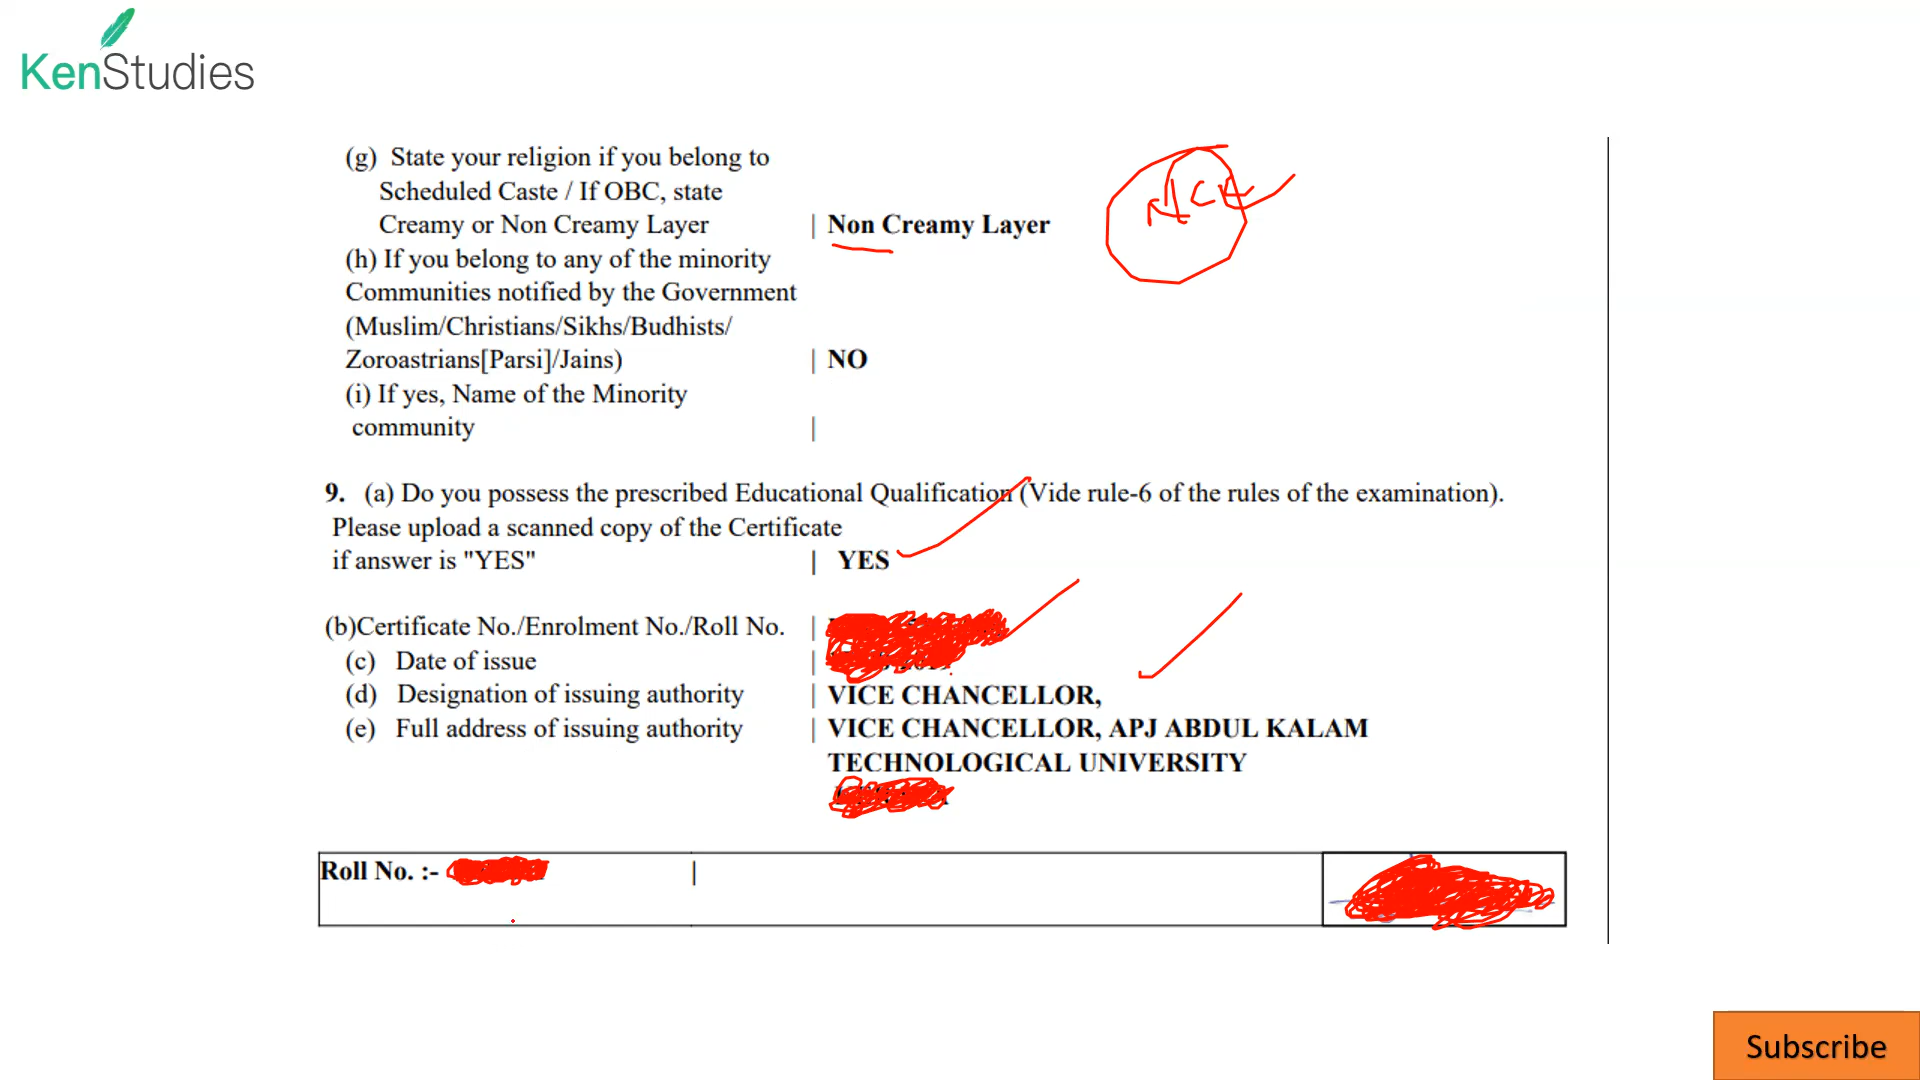 KenStudies
(g) State your religion if you belong to
Scheduled Caste / If OBC, state
Creamy or Non Creamy Layer | Non Creamy Layer
NCL
(h) If you belong to any of the minority
Communities notified by the Government
(Muslim/Christians/Sikhs/Budhists/
Zoroastrians[Parsi]/Jains) | NO
(i) If yes, Name of the Minority
community |
9. (a) Do you possess the prescribed Educational Qualification (Vide rule-6 of the rules of the examination).
Please upload a scanned copy of the Certificate
if answer is "YES" | YES
(b)Certificate No./Enrolment No./Roll No. |
(c) Date of issue |
(d) Designation of issuing authority | VICE CHANCELLOR,
(e) Full address of issuing authority | VICE CHANCELLOR, APJ ABDUL KALAM
TECHNOLOGICAL UNIVERSITY
Roll No. :- |
Subscribe